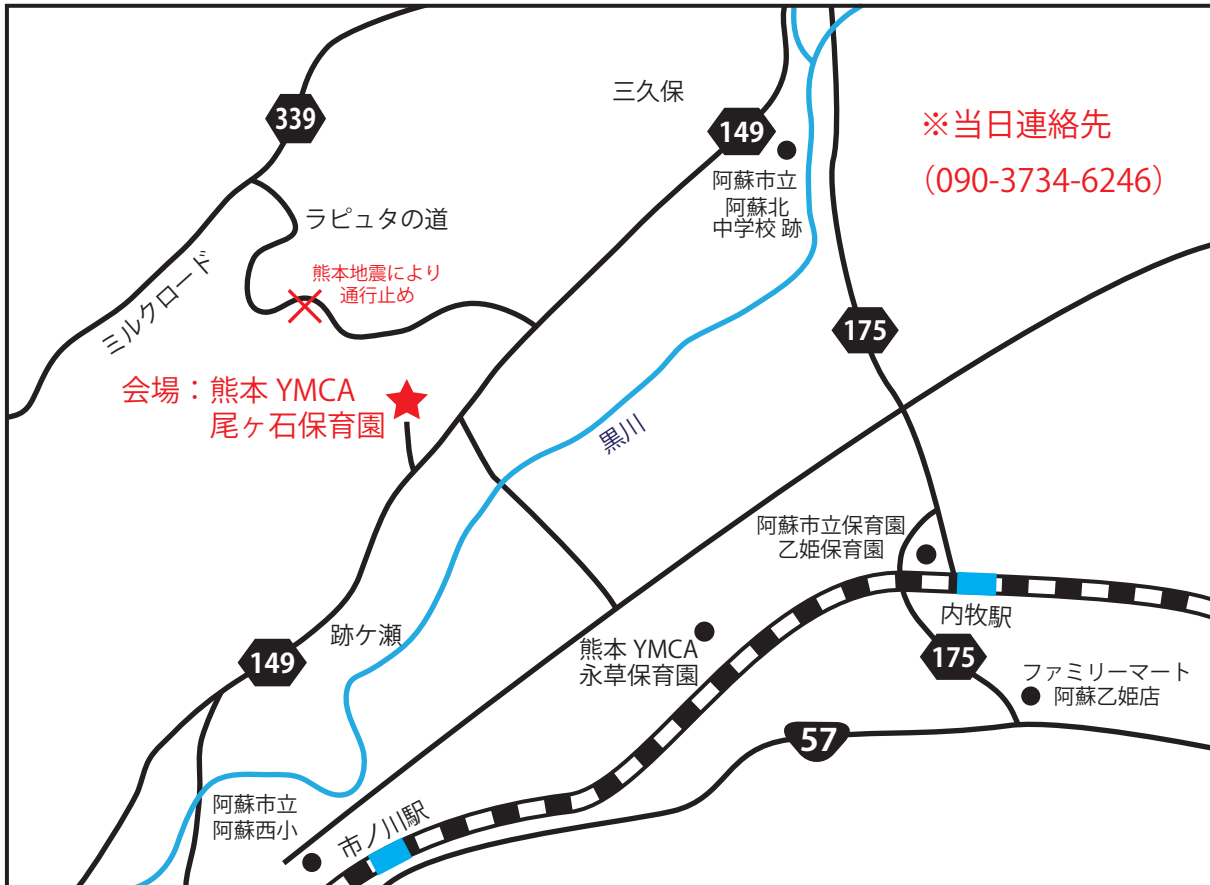 三久保
339
149
※当日連絡先
(090-3734-6246)
阿蘇市立
阿蘇北
中学校 跡
ラピュタの道
ミルクロード
熊本地震により
通行止め
175
会場：熊本 YMCA
尾ヶ石保育園
黒川
阿蘇市立保育園
乙姫保育園
内牧駅
跡ケ瀬
149
熊本 YMCA
永草保育園
175
ファミリーマート
阿蘇乙姫店
57
阿蘇市立
阿蘇西小
市ノ川駅